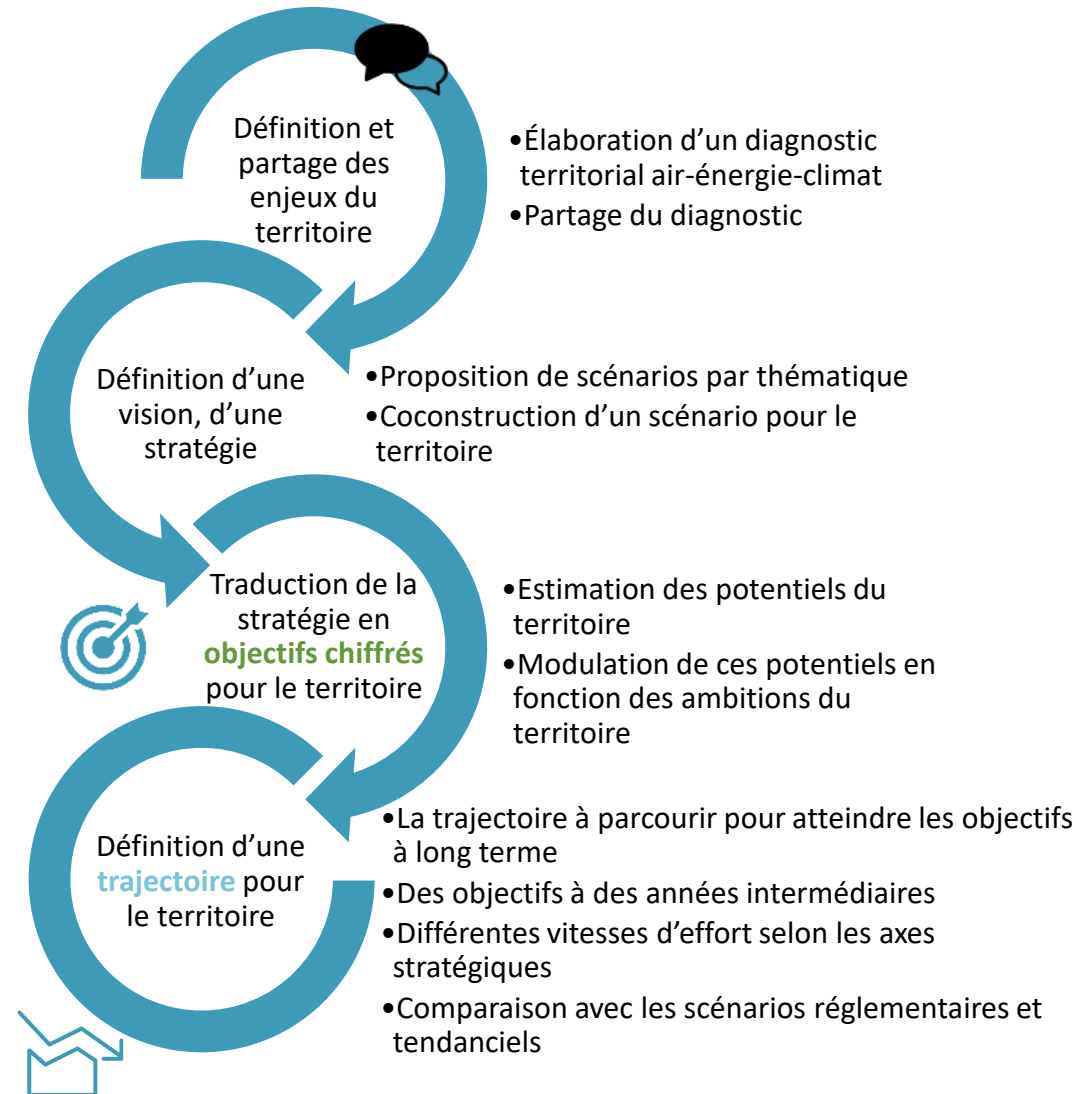 Définition et
partage des
enjeux du
territoire
•Élaboration d’un diagnostic
territorial air-énergie-climat
•Partage du diagnostic
Définition d’une
vision, d’une
stratégie
•Proposition de scénarios par thématique
•Coconstruction d’un scénario pour le
territoire
Traduction de la
stratégie en
objectifs chiffrés
pour le territoire
•Estimation des potentiels du
territoire
•Modulation de ces potentiels en
fonction des ambitions du
territoire
Définition d’une
trajectoire pour
le territoire
•La trajectoire à parcourir pour atteindre les objectifs
à long terme
•Des objectifs à des années intermédiaires
•Différentes vitesses d’effort selon les axes
stratégiques
•Comparaison avec les scénarios réglementaires et
tendanciels